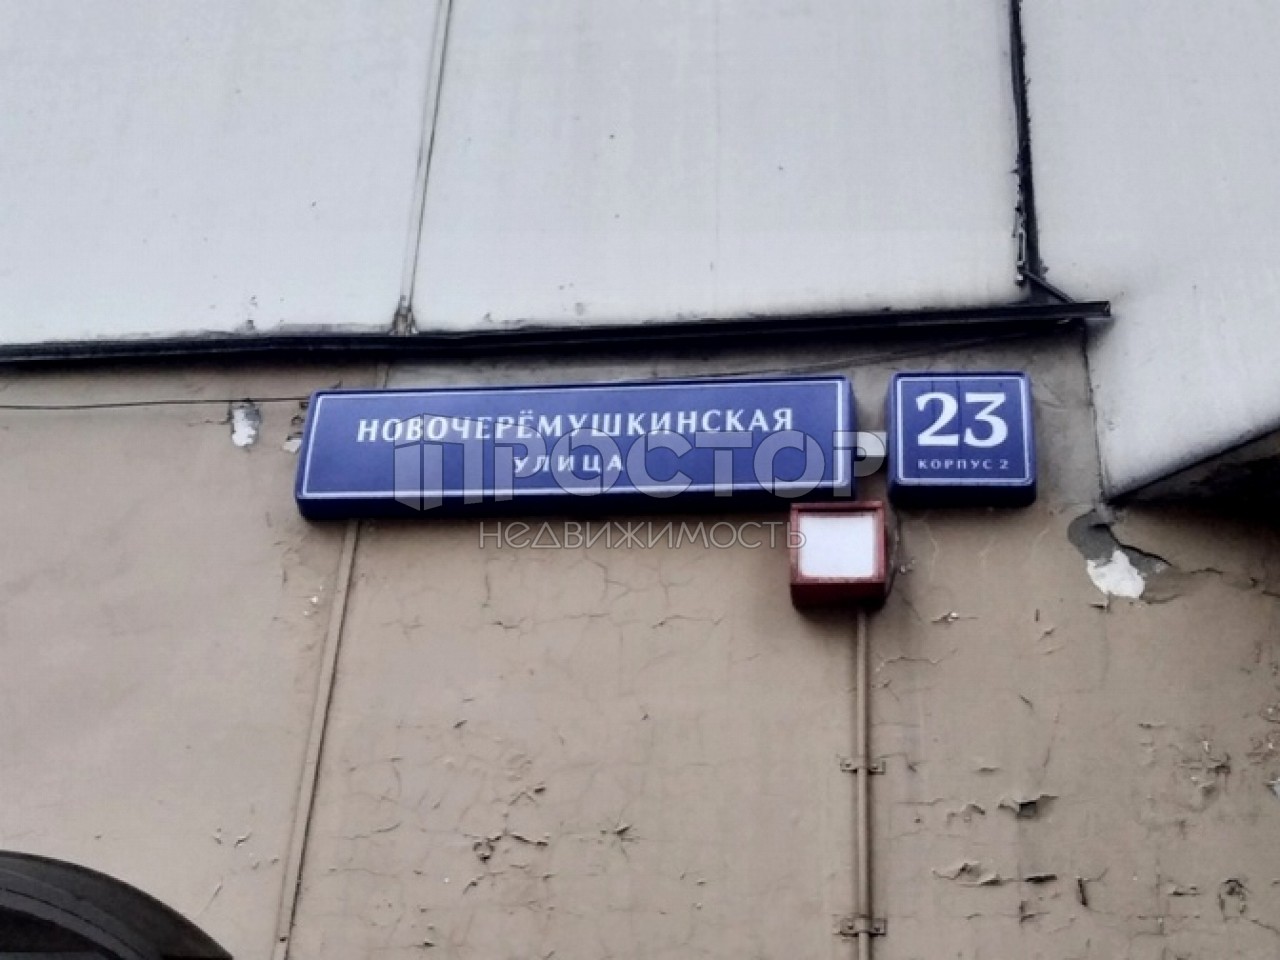 НОВОЧЕРЁМУШКИНСКАЯ
УЛИЦА
23
КОРПУС 2
ПРОСТОР
НЕДВИЖИМОСТЬ